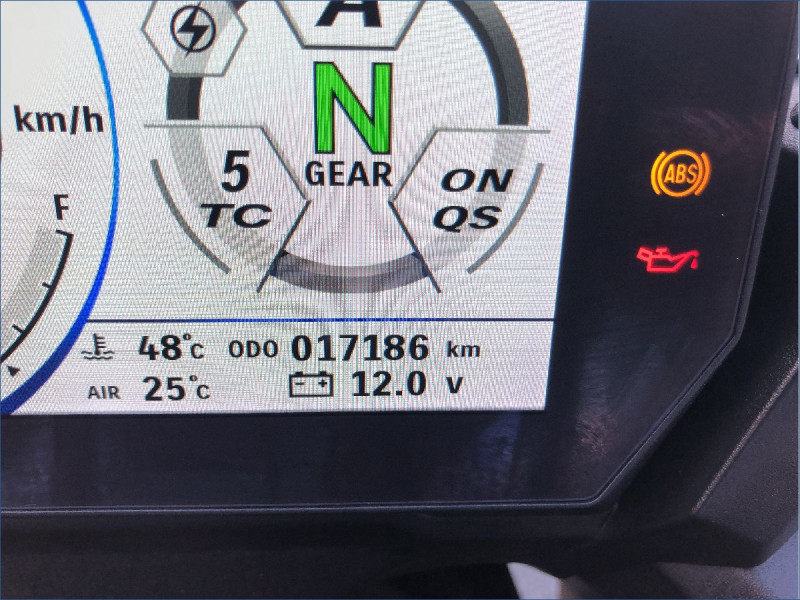 A
km/h
N
GEAR
5
TC
ON
QS
ABS
F
48°C ODO 017186 km
AIR 25°C 12.0 V